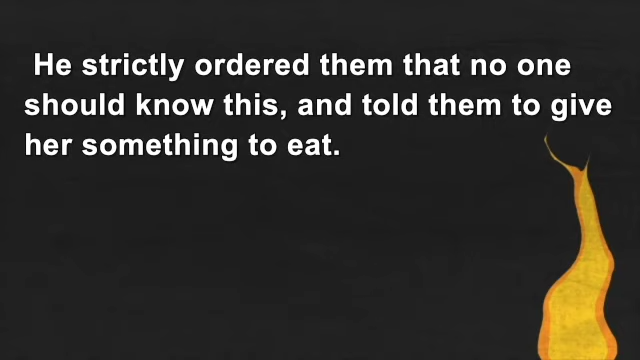 He strictly ordered them that no one
should know this, and told them to give
her something to eat.